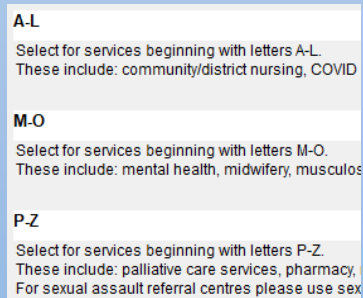 A-L
Select for services beginning with letters A-L.
These include: community/district nursing, COVID
M-O
Select for services beginning with letters M-O.
These include: mental health, midwifery,
P-Z
Select for services beginning with letters P-Z.
These include: palliative care services, pharmacy,
For sexual assault referral centres please use